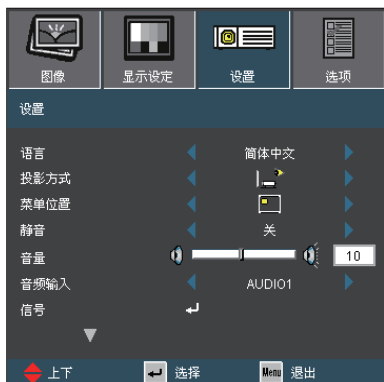 图像 显示设定 设置 选项
设置
语言 简体中文
投影方式
菜单位置
静音 关
音量 10
音频输入 AUDIO1
信号
上下 选择 Menu 退出